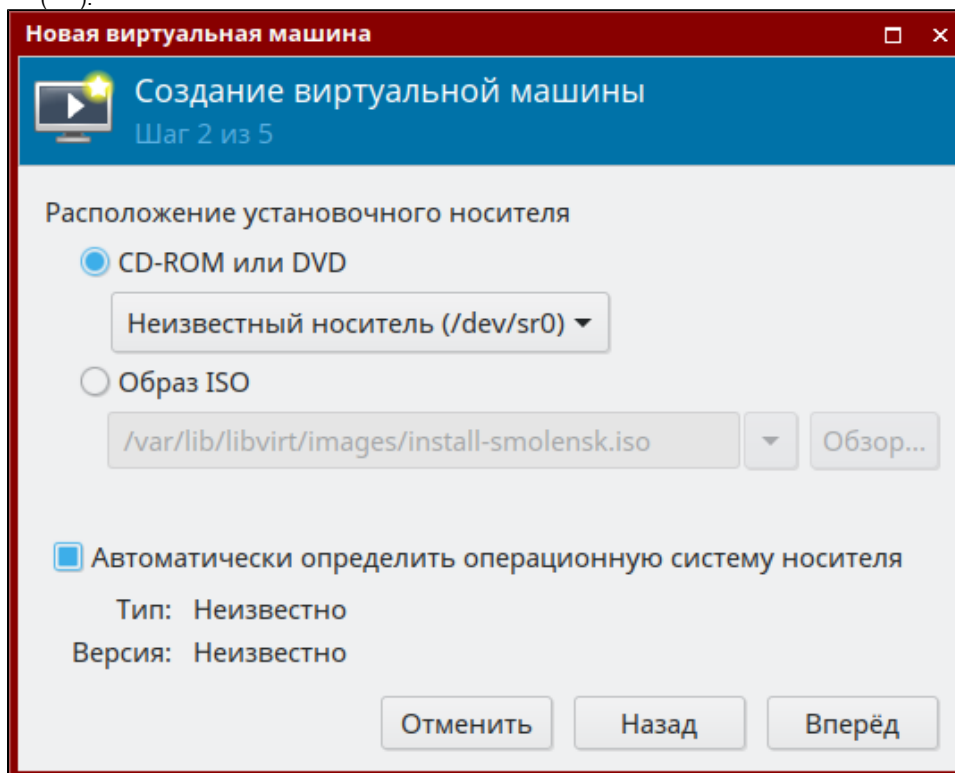 Новая виртуальная машина
Создание виртуальной машины
Шаг 2 из 5
Расположение установочного носителя
CD-ROM или DVD
Неизвестный носитель (/dev/sr0)
Образ ISO
/var/lib/libvirt/images/install-smolensk.iso
Обзор...
Автоматически определить операционную систему носителя
Тип: Неизвестно
Версия: Неизвестно
Отменить Назад Вперёд